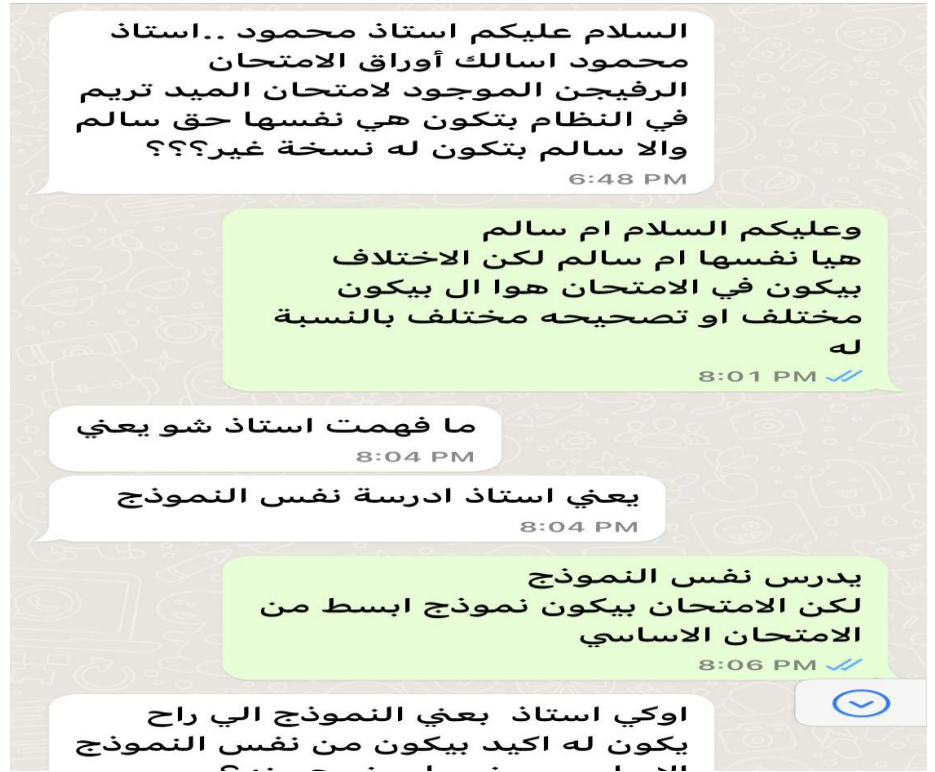 السلام عليكم استاذ محمود ..استاذ
محمود اسالك أوراق الامتحان
الرفيجن الموجود لامتحان الميد تريم
في النظام بتكون هي نفسها حق سالم
والا سالم بتكون له نسخة غير؟؟؟
6:48 PM
وعليكم السلام ام سالم
هيا نفسها ام سالم لكن الاختلاف
بيكون في الامتحان هوا ال بيكون
مختلف او تصحيحه مختلف بالنسبة
له
8:01 PM
ما فهمت استاذ شو يعني
8:04 PM
يعني استاذ ادرسة نفس النموذج
8:04 PM
يدرس نفس النموذج
لكن الامتحان بيكون نموذج ابسط من
الامتحان الاساسي
8:06 PM
اوكي استاذ بعني النموذج الي راح
يكون له اكيد بيكون من نفس النموذج